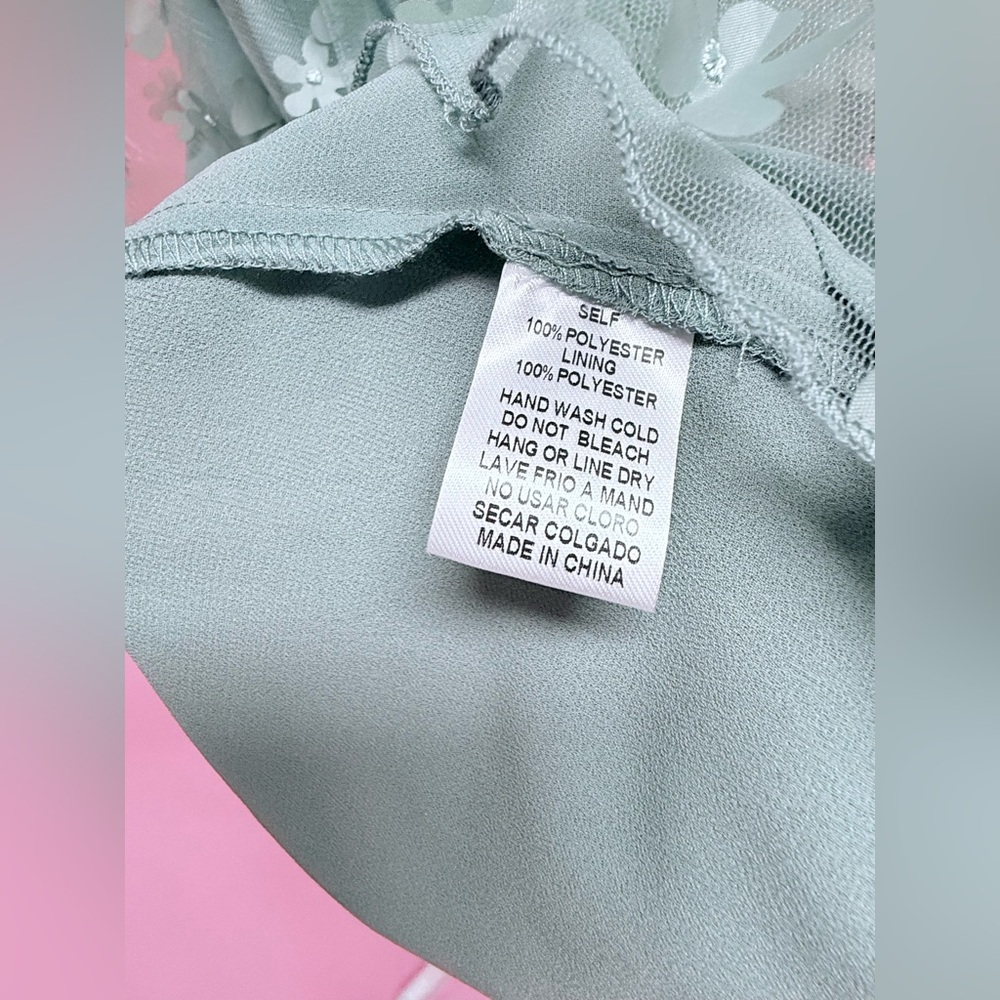 SELF
100% POLYESTER
LINING
100% POLYESTER
HAND WASH COLD
DO NOT BLEACH
HANG OR LINE DRY
LAVE FRIO A MAND
NO USAR CLORO
SECAR COLGADO
MADE IN CHINA